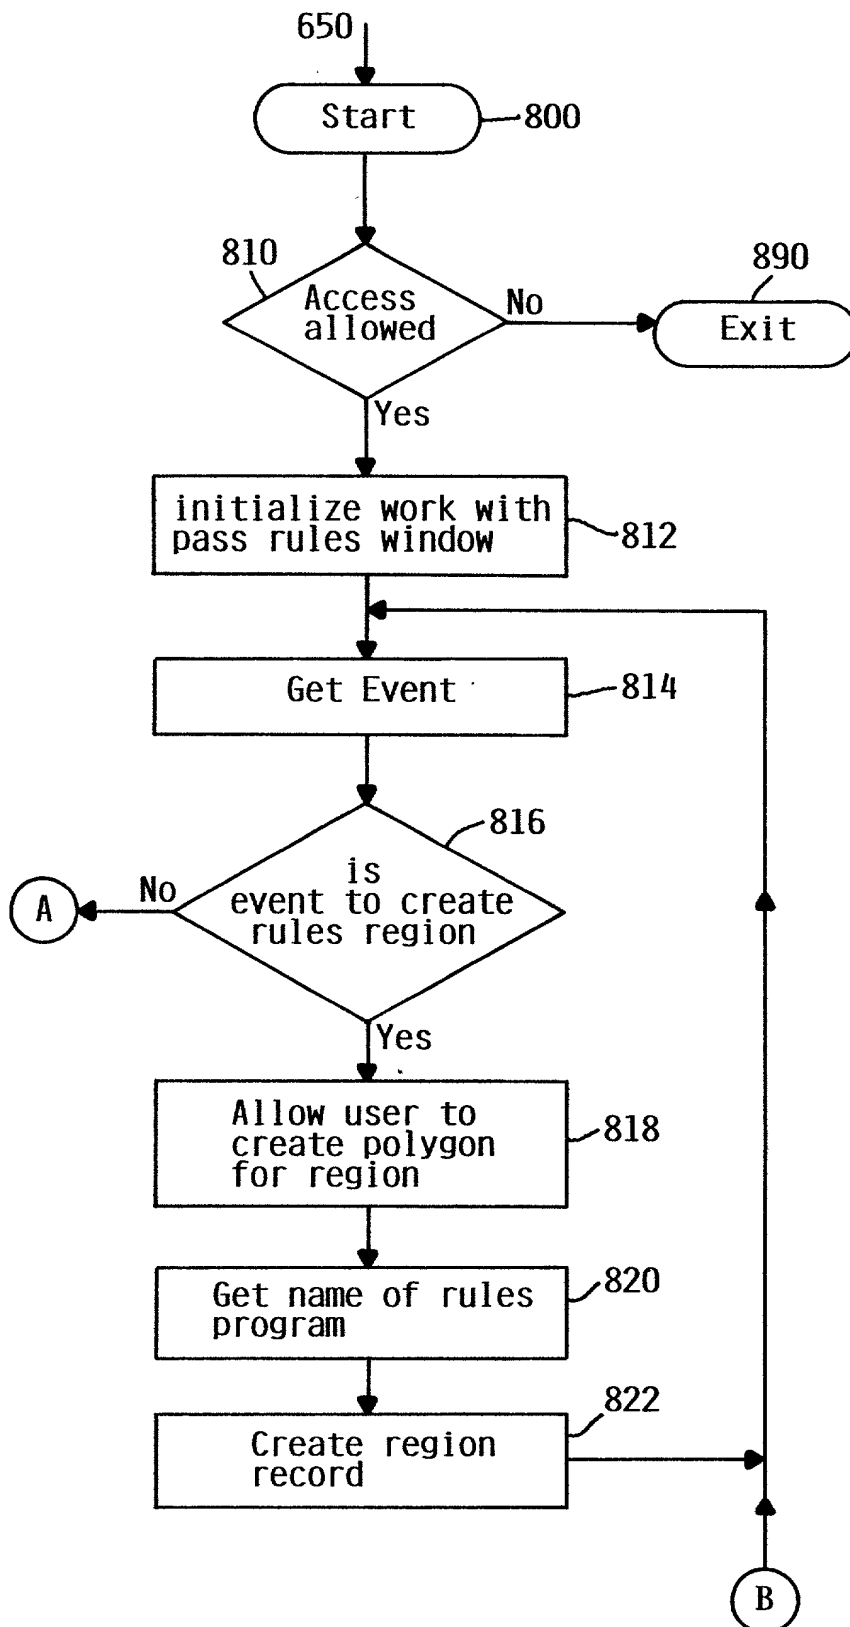 650
Start
800
810
Access
allowed
No
890
Exit
Yes
initialize work with
pass rules window
812
Get Event
814
816
is
event to create
rules region
No
A
Yes
Allow user to
create polygon
for region
818
Get name of rules
program
820
822
Create region
record
B